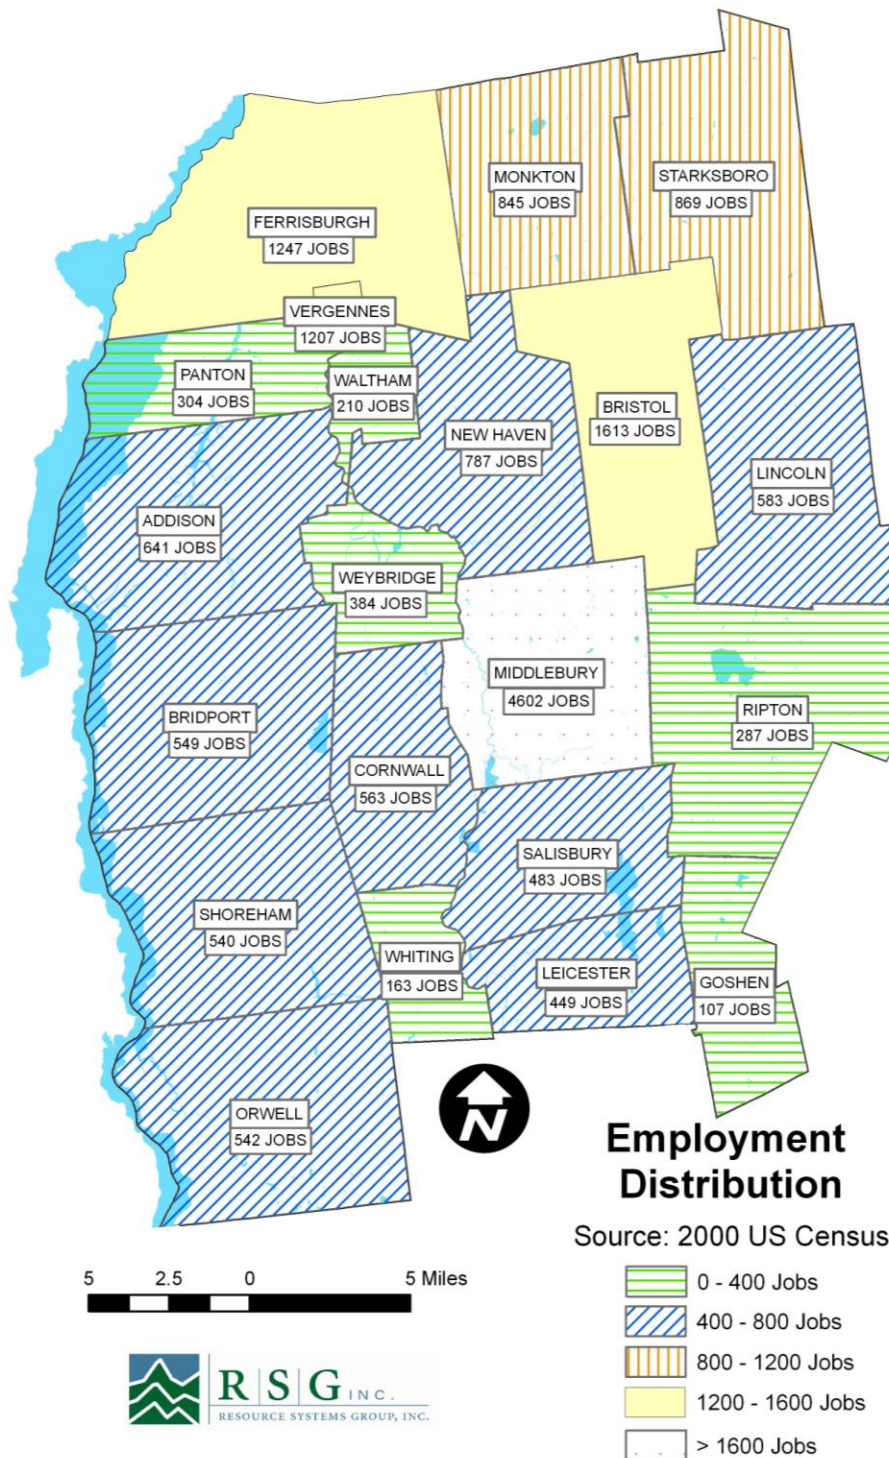 MONKTON
845 JOBS
STARKSBORO
869 JOBS
FERRISBURGH
1247 JOBS
VERGENNES
1207 JOBS
PANTON
304 JOBS
WALTHAM
210 JOBS
BRISTOL
1613 JOBS
NEW HAVEN
787 JOBS
LINCOLN
583 JOBS
ADDISON
641 JOBS
WEYBRIDGE
384 JOBS
MIDDLEBURY
4602 JOBS
BRIDPORT
549 JOBS
RIPTON
287 JOBS
CORNWALL
563 JOBS
SALISBURY
483 JOBS
SHOREHAM
540 JOBS
WHITING
163 JOBS
LEICESTER
449 JOBS
GOSHEN
107 JOBS
ORWELL
542 JOBS
N
Employment
Distribution
Source: 2000 US Census
0 - 400 Jobs
400 - 800 Jobs
800 - 1200 Jobs
1200 - 1600 Jobs
> 1600 Jobs
5 2.5 0 5 Miles
R S G INC.
RESOURCE SYSTEMS GROUP, INC.